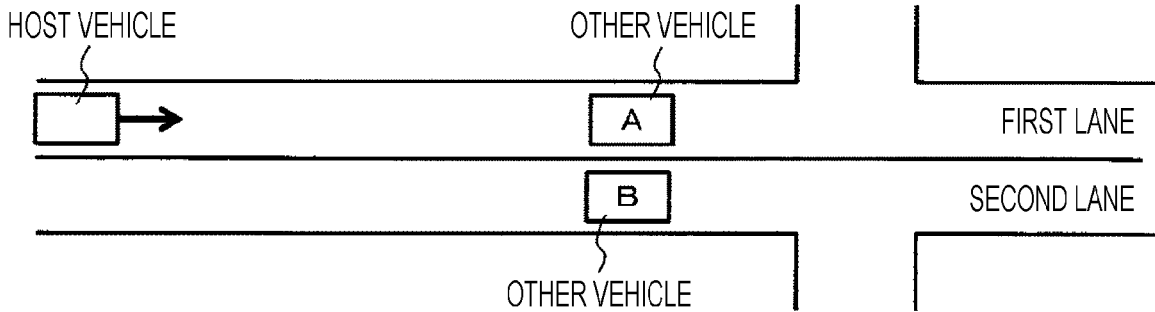 HOST VEHICLE
OTHER VEHICLE
A
FIRST LANE
B
SECOND LANE
OTHER VEHICLE